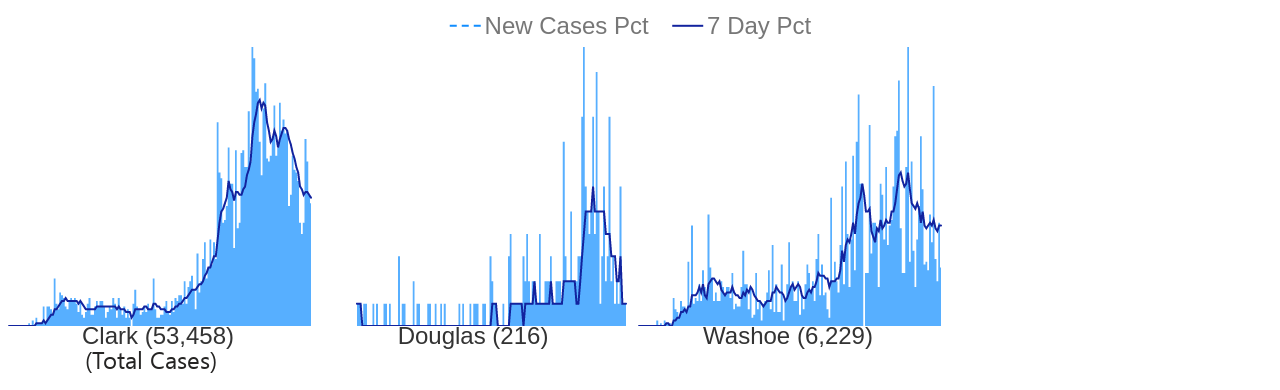 New Cases Pct 7 Day Pct
Clark (53,458) Douglas (216) Washoe (6,229)
(Total Cases)